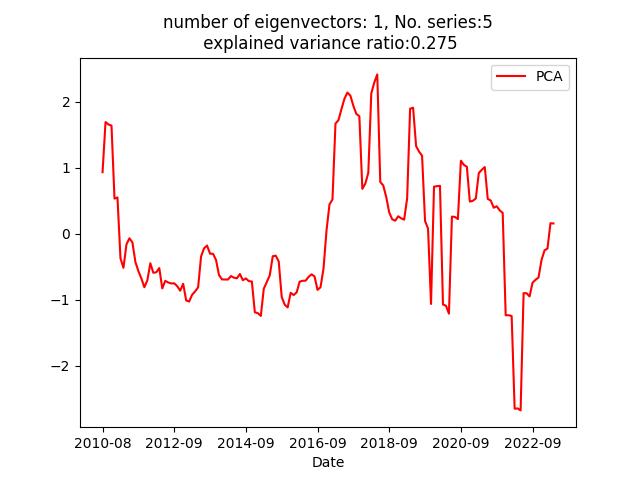 number of eigenvectors: 1, No. series:5
explained variance ratio:0.275
PCA
2
1
0
−1
−2
2010-08 2012-09 2014-09 2016-09 2018-09 2020-09 2022-09
Date